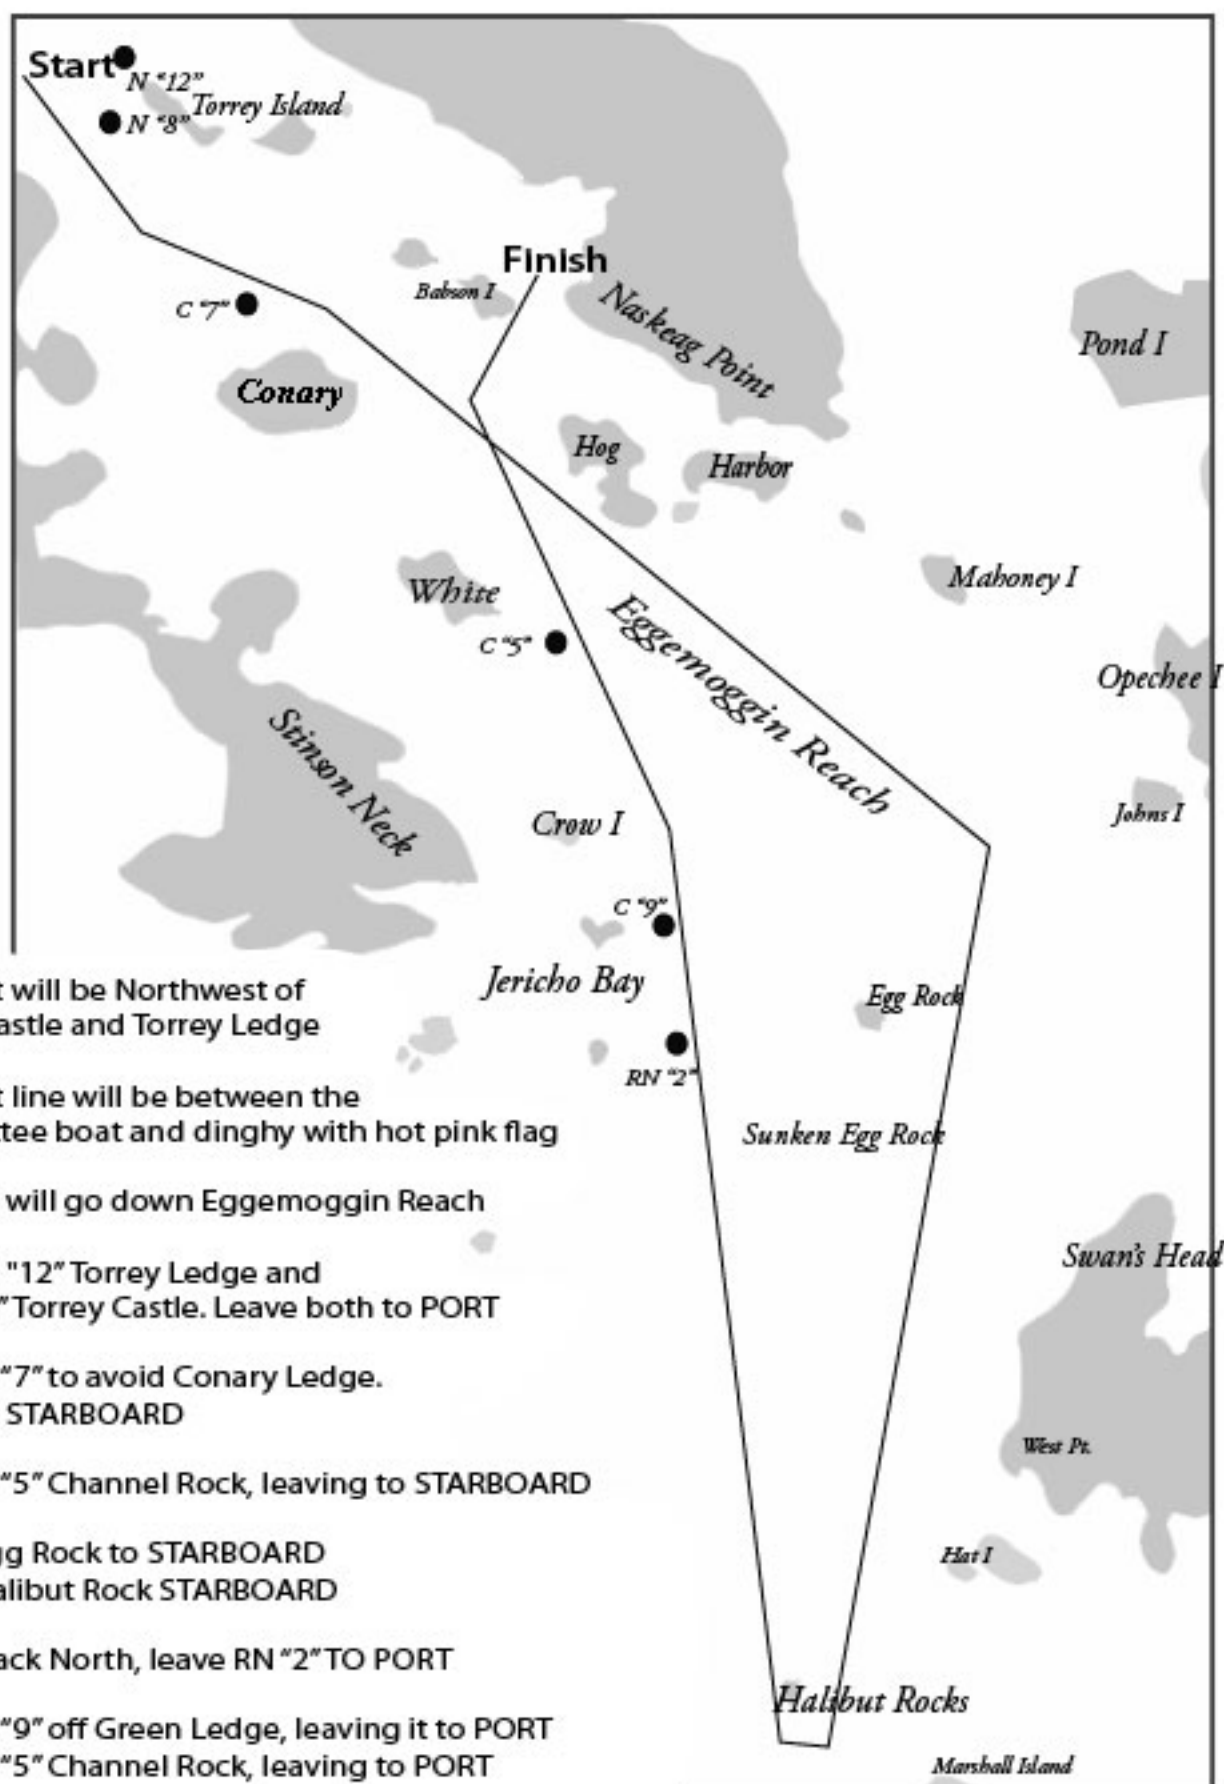 Start
N "12"
Torrey Island
N "8"
Finish
Babson I
C "7"
Naskeag Point
Pond I
Conary
Hog
Harbor
Mahoney I
White
C "5"
Eggemoggin Reach
Opechee I
Stinson Neck
Johns I
Crow I
C "9"
Jericho Bay
Egg Rock
RN "2"
Sunken Egg Rock
Swan's Head
West Pt.
Hat I
Halibut Rocks
Marshall Island
t will be Northwest of
astle and Torrey Ledge
t line will be between the
ttee boat and dinghy with hot pink flag
will go down Eggemoggin Reach
"12" Torrey Ledge and
" Torrey Castle. Leave both to PORT
"7" to avoid Conary Ledge.
STARBOARD
"5" Channel Rock, leaving to STARBOARD
gg Rock to STARBOARD
alibut Rock STARBOARD
ack North, leave RN "2" TO PORT
"9" off Green Ledge, leaving it to PORT
"5" Channel Rock, leaving to PORT